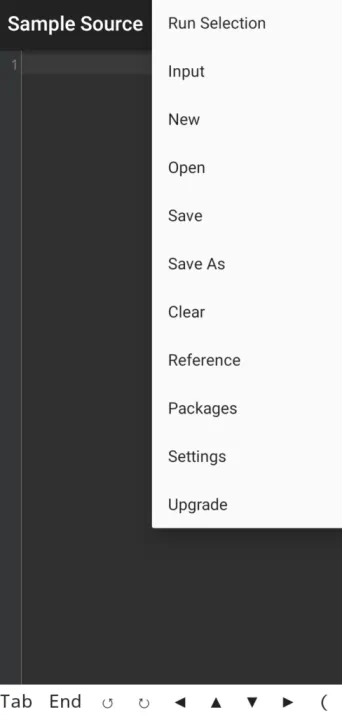 Sample Source
Run Selection
1
Input
New
Open
Save
Save As
Clear
Reference
Packages
Settings
Upgrade
Tab End ↺ ↻ ◀ ▲ ▼ ▶ (